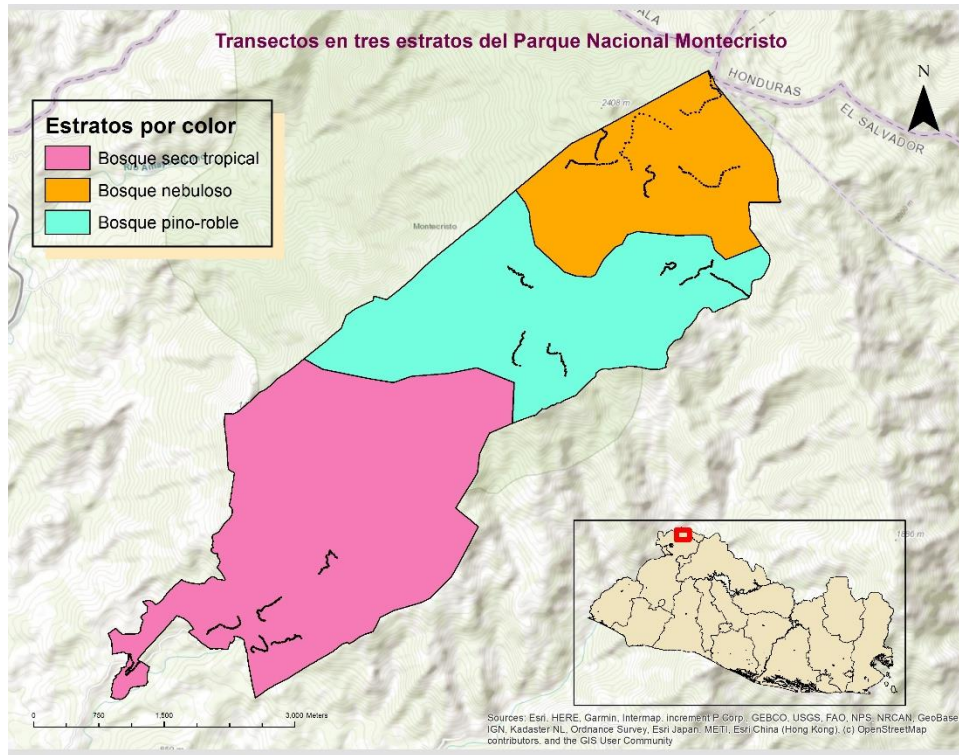 Transectos en tres estratos del Parque Nacional Montecristo
ALA
HONDURAS
EL SALVADOR
N
2408 m
Estratos por color
Bosque seco tropical
Bosque nebuloso
Bosque pino-roble
Montecristo
0 750 1,500 3,000 Meters
Sources: Esri, HERE, Garmin, Intermap, increment P Corp., GEBCO, USGS, FAO, NPS, NRCAN, GeoBase,
IGN, Kadaster NL, Ordnance Survey, Esri Japan, METI, Esri China (Hong Kong), (c) OpenStreetMap
contributors, and the GIS User Community